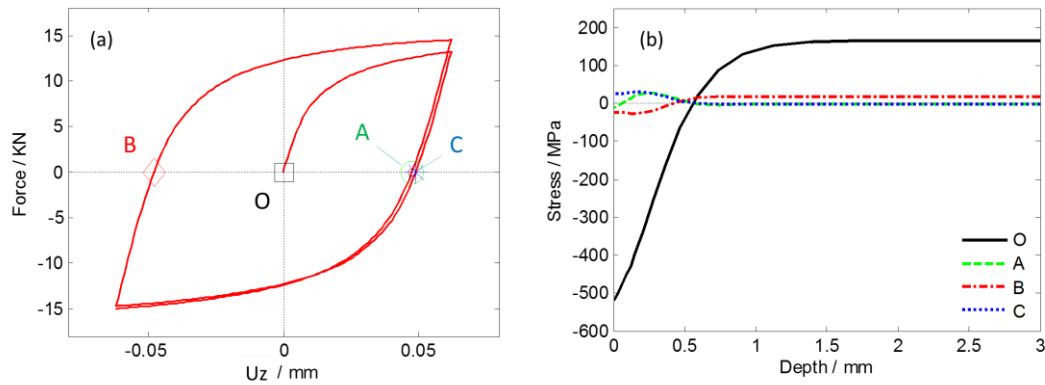 (a)
15
10
5
0
-5
-10
-15
Force / KN
B
A
C
O
-0.05
0
0.05
Uz / mm
(b)
200
100
0
-100
-200
-300
-400
-500
-600
Stress / MPa
O
A
B
C
0
0.5
1
1.5
2
2.5
3
Depth / mm